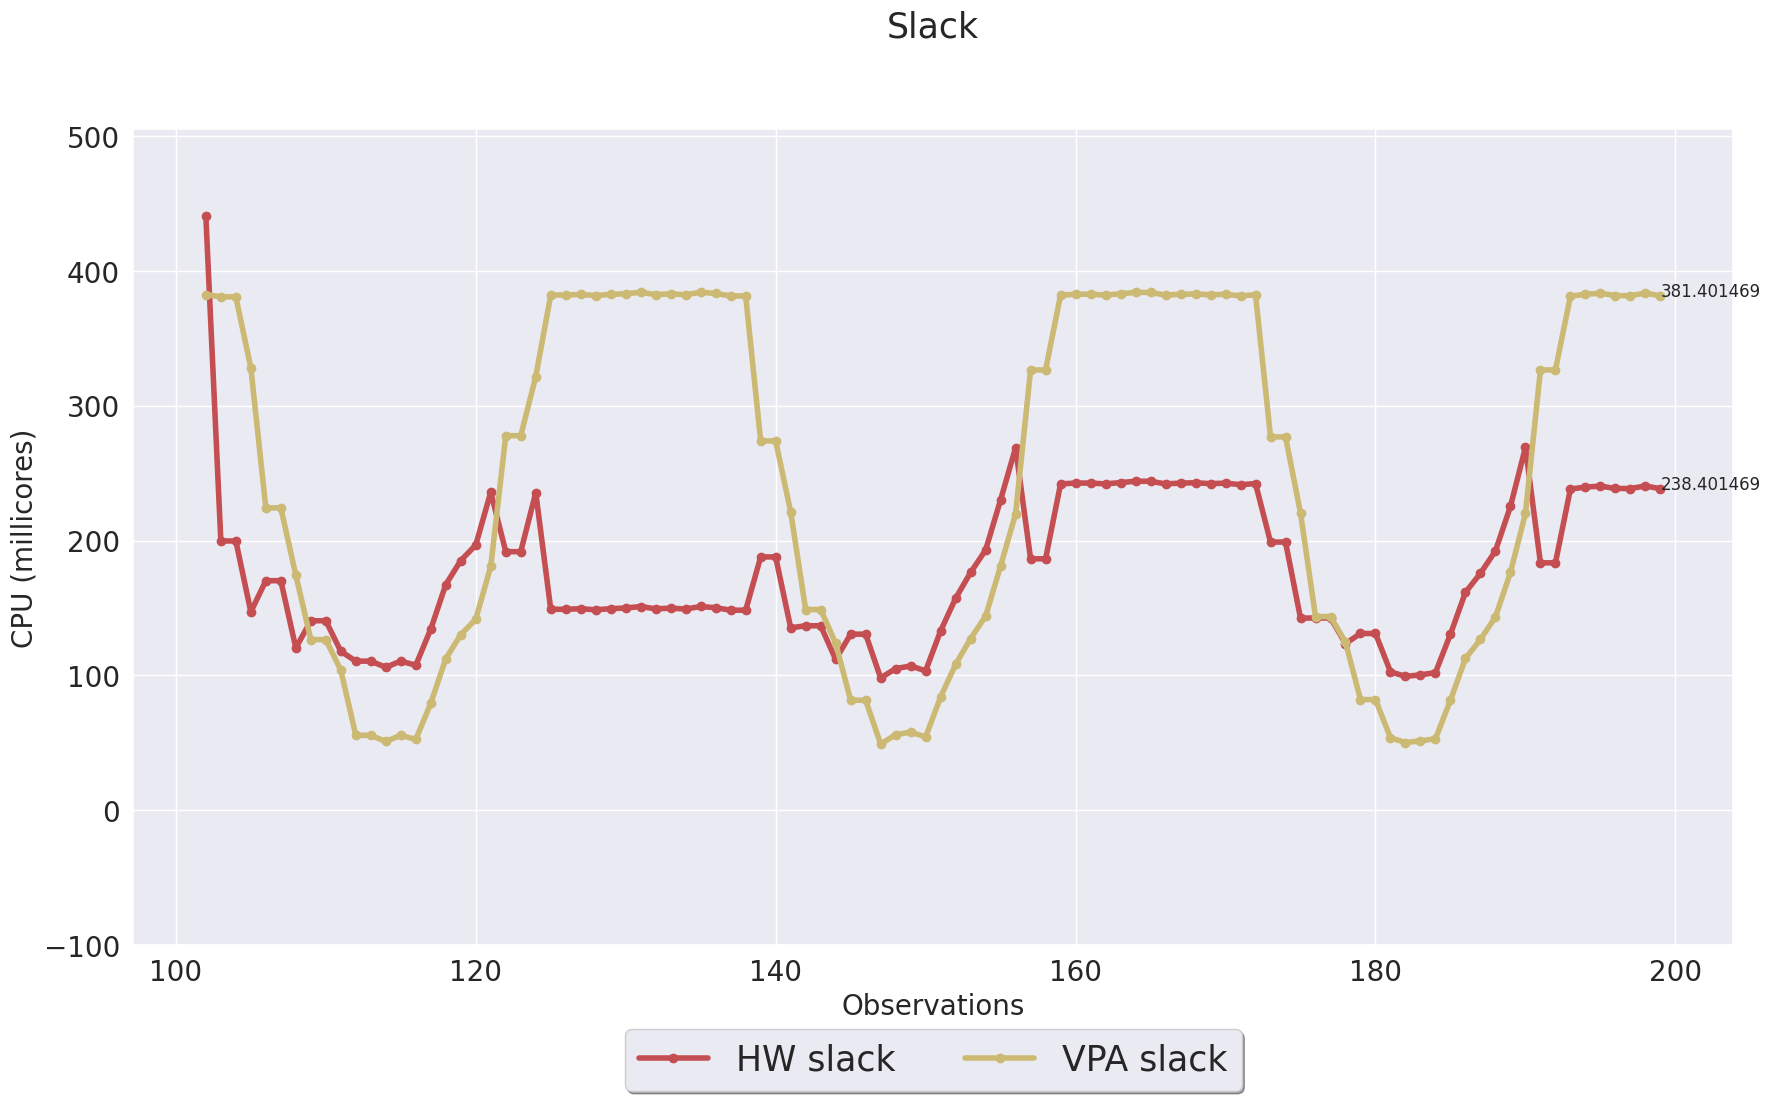 Slack
500
400
300
200
100
0
−100
CPU (millicores)
381.401469
238.401469
100 120 140 160 180 200
Observations
HW slack VPA slack